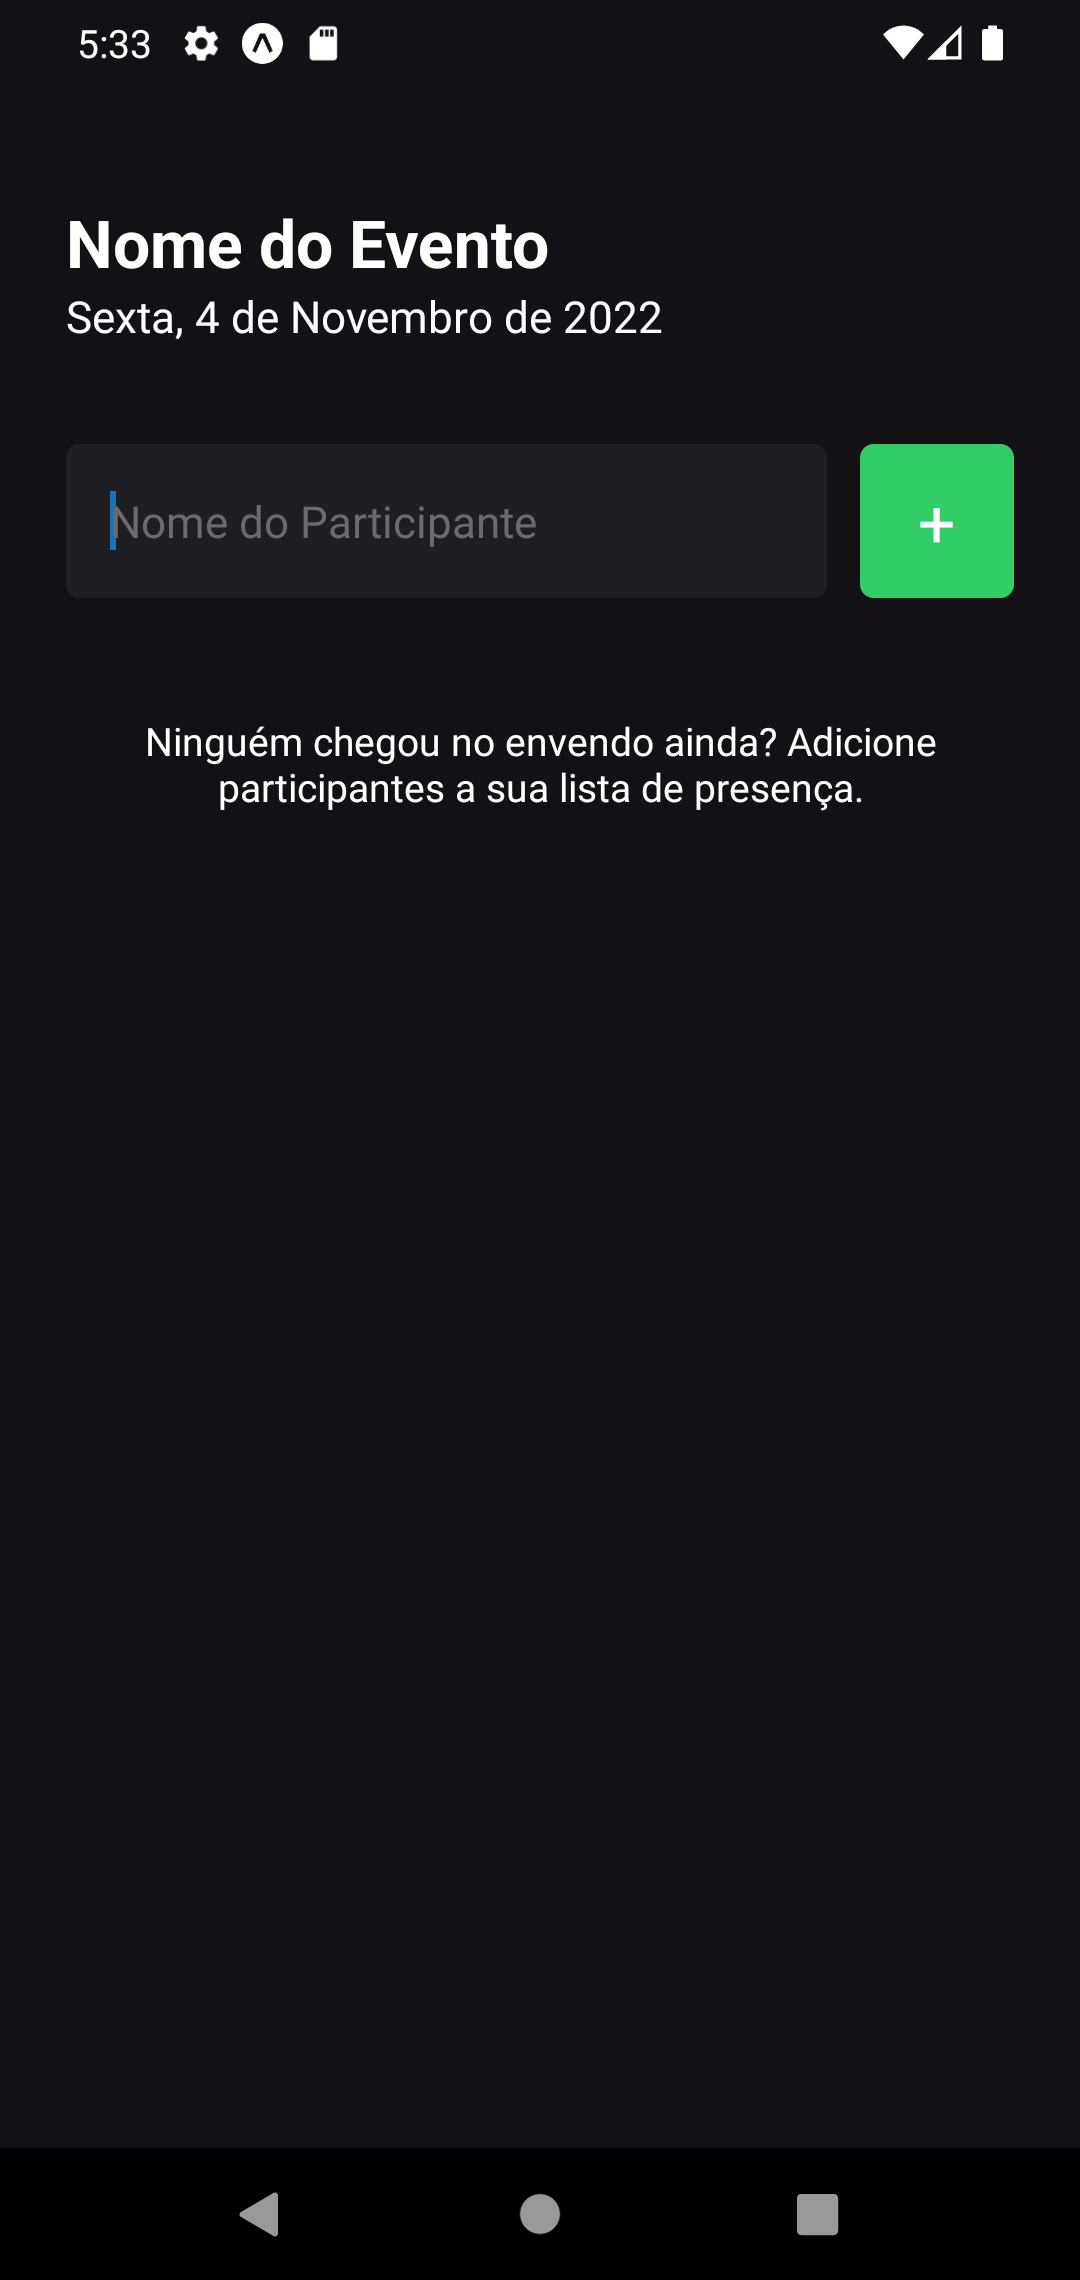 5:33
Nome do Evento
Sexta, 4 de Novembro de 2022
Nome do Participante
+
Ninguém chegou no envendo ainda? Adicione
participantes a sua lista de presença.